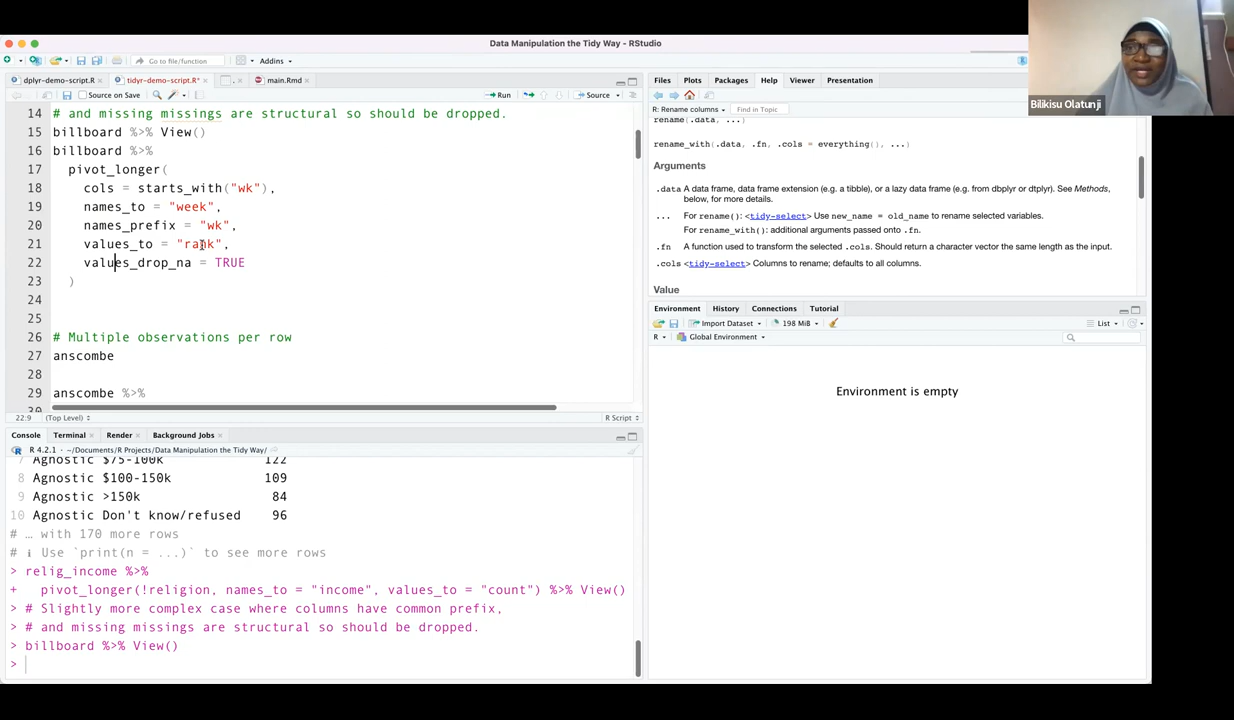 Data Manipulation the Tidy Way - RStudio
Go to file/function
Addins
dplyr-demo-script.R
tidyr-demo-script.R*
main.Rmd
Source on Save
Run
Source
14 # and missing missings are structural so should be dropped.
15 billboard %>% View()
16 billboard %>%
17 pivot_longer(
18 cols = starts_with("wk"),
19 names_to = "week",
20 names_prefix = "wk",
21 values_to = "rank",
22 values_drop_na = TRUE
23 )
24
25
26 # Multiple observations per row
27 anscombe
28
29 anscombe %>%
30
22:9 (Top Level) R Script
Console Terminal Render Background Jobs
R 4.2.1 · ~/Documents/R Projects/Data Manipulation the Tidy Way/
7 Agnostic $75-100k 122
8 Agnostic $100-150k 109
9 Agnostic >150k 84
10 Agnostic Don't know/refused 96
# … with 170 more rows
# ℹ Use `print(n = ...)` to see more rows
> relig_income %>%
+ pivot_longer(!religion, names_to = "income", values_to = "count") %>% View()
> # Slightly more complex case where columns have common prefix,
> # and missing missings are structural so should be dropped.
> billboard %>% View()
>
Files Plots Packages Help Viewer Presentation
R: Rename columns Find in Topic
rename(.data, ...)
rename_with(.data, .fn, .cols = everything(), ...)
Arguments
.data A data frame, data frame extension (e.g. a tibble), or a lazy data frame (e.g. from dbplyr or dtplyr). See Methods,
below, for more details.
... For rename(): <tidy-select> Use new_name = old_name to rename selected variables.
For rename_with(): additional arguments passed onto .fn.
.fn A function used to transform the selected .cols. Should return a character vector the same length as the input.
.cols <tidy-select> Columns to rename; defaults to all columns.
Value
Environment History Connections Tutorial
Import Dataset 198 MiB List
R Global Environment
Environment is empty
Bilikisu Olatunji